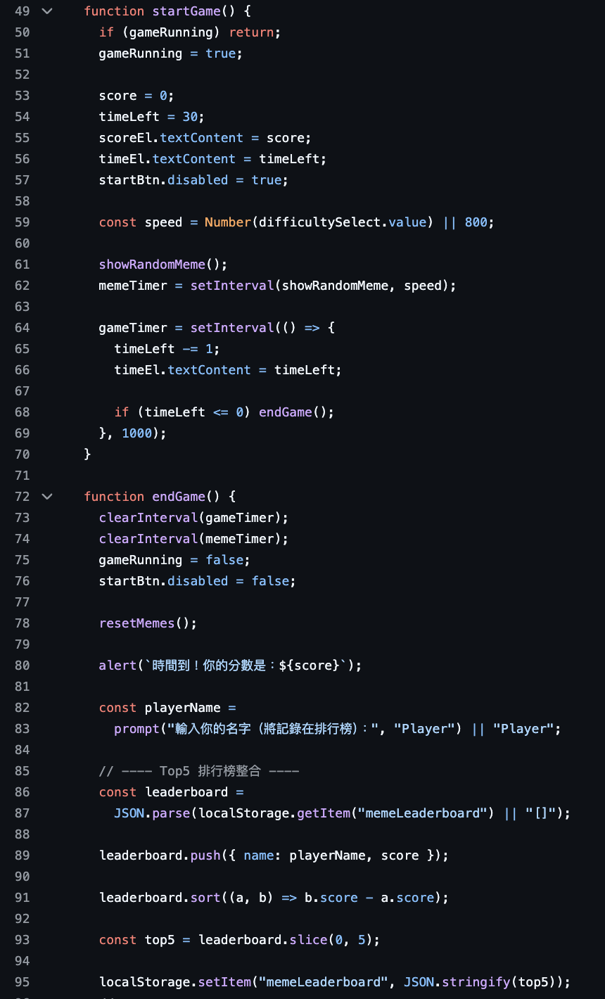 49 function startGame() {
50 if (gameRunning) return;
51 gameRunning = true;
52
53 score = 0;
54 timeLeft = 30;
55 scoreEl.textContent = score;
56 timeEl.textContent = timeLeft;
57 startBtn.disabled = true;
58
59 const speed = Number(difficultySelect.value) || 800;
60
61 showRandomMeme();
62 memeTimer = setInterval(showRandomMeme, speed);
63
64 gameTimer = setInterval(() => {
65 timeLeft -= 1;
66 timeEl.textContent = timeLeft;
67
68 if (timeLeft <= 0) endGame();
69 }, 1000);
70 }
71
72 function endGame() {
73 clearInterval(gameTimer);
74 clearInterval(memeTimer);
75 gameRunning = false;
76 startBtn.disabled = false;
77
78 resetMemes();
79
80 alert(`時間到！你的分數是：${score}`);
81
82 const playerName =
83 prompt("輸入你的名字（將記錄在排行榜）：", "Player") || "Player";
84
85 // ---- Top5 排行榜整合 ----
86 const leaderboard =
87 JSON.parse(localStorage.getItem("memeLeaderboard") || "[]");
88
89 leaderboard.push({ name: playerName, score });
90
91 leaderboard.sort((a, b) => b.score - a.score);
92
93 const top5 = leaderboard.slice(0, 5);
94
95 localStorage.setItem("memeLeaderboard", JSON.stringify(top5));